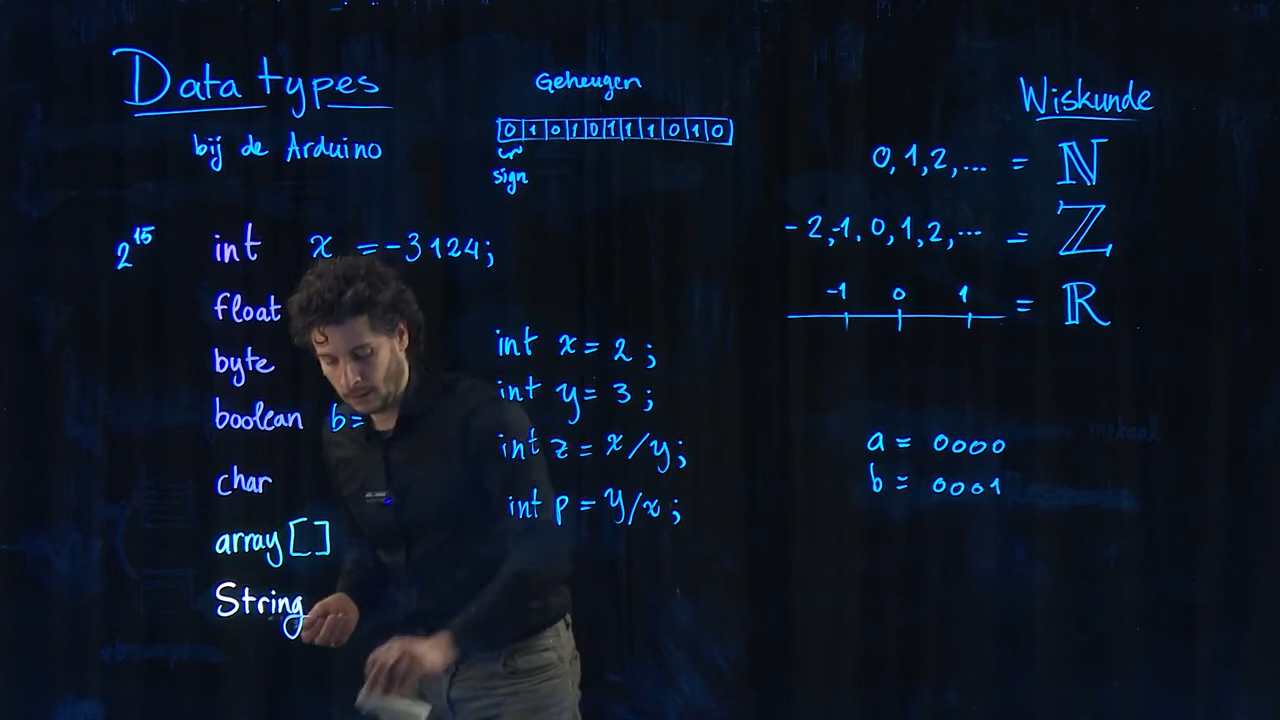 Data types
bij de Arduino
2^15 int x = -3124;
float
byte
boolean b=
char
array []
String
Geheugen
0 1 0 1 0 1 1 1 0 1 0
sign
int x = 2 ;
int y = 3 ;
int z = x / y ;
int p = y / x ;
Wiskunde
0, 1, 2, ... = ℕ
-2, -1, 0, 1, 2, ... = ℤ
-1 0 1 = ℝ
a = 0000
b = 0001